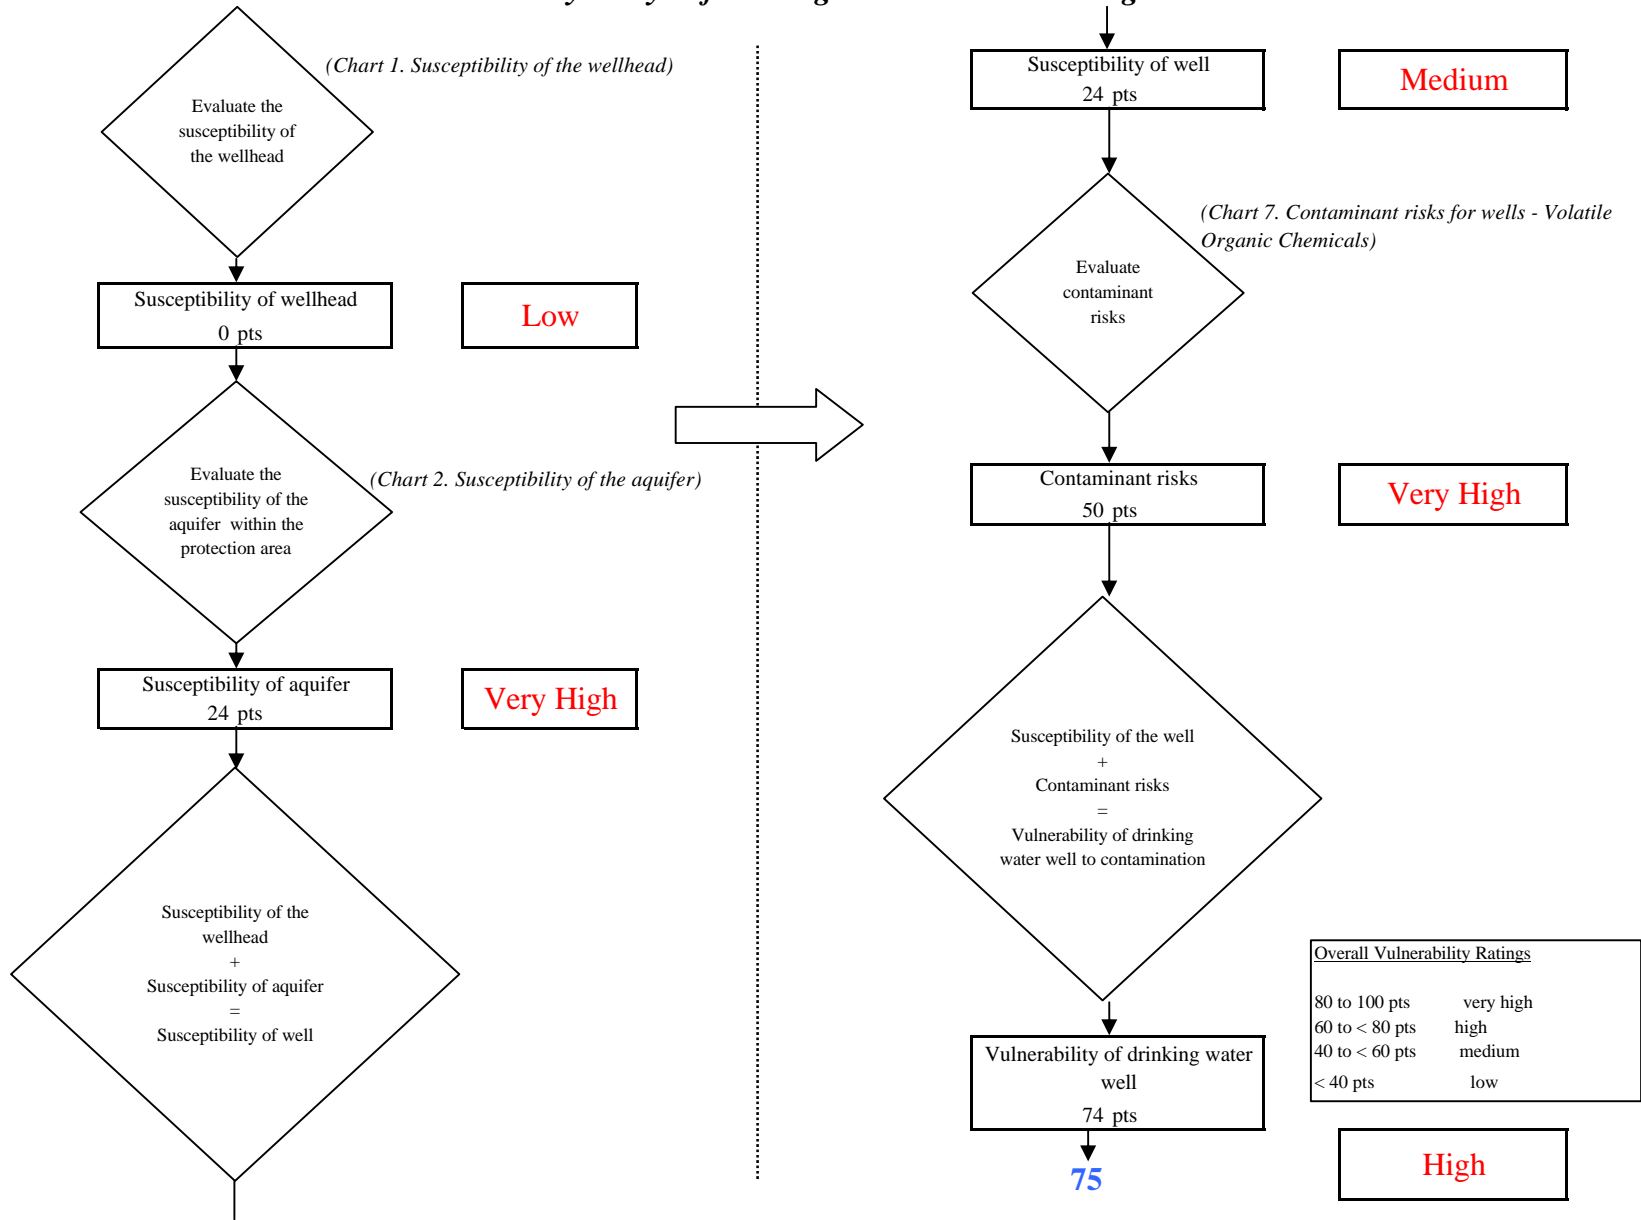 (Chart 1. Susceptibility of the wellhead)
Evaluate the
susceptibility of
the wellhead
Susceptibility of wellhead
0 pts
Low
Evaluate the
susceptibility of the
aquifer within the
protection area
(Chart 2. Susceptibility of the aquifer)
Susceptibility of aquifer
24 pts
Very High
Susceptibility of the
wellhead
+
Susceptibility of aquifer
=
Susceptibility of well
Susceptibility of well
24 pts
Medium
(Chart 7. Contaminant risks for wells - Volatile
Organic Chemicals)
Evaluate
contaminant
risks
Contaminant risks
50 pts
Very High
Susceptibility of the well
+
Contaminant risks
=
Vulnerability of drinking
water well to contamination
Overall Vulnerability Ratings
80 to 100 pts very high
60 to < 80 pts high
40 to < 60 pts medium
< 40 pts low
Vulnerability of drinking water
well
74 pts
75
High